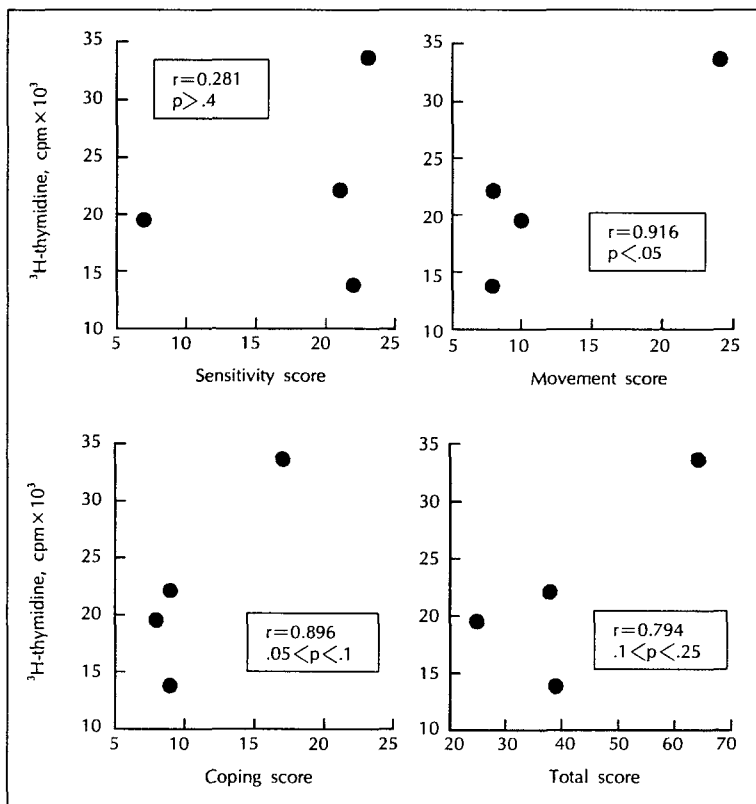 35
30
25
20
15
10
³H-thymidine, cpm × 10³
r=0.281
p>.4
5 10 15 20 25
Sensitivity score
35
30
25
20
15
10
r=0.916
p<.05
5 10 15 20 25
Movement score
35
30
25
20
15
10
³H-thymidine, cpm × 10³
r=0.896
.05<p<.1
5 10 15 20 25
Coping score
35
30
25
20
15
10
r=0.794
.1<p<.25
20 30 40 50 60 70
Total score